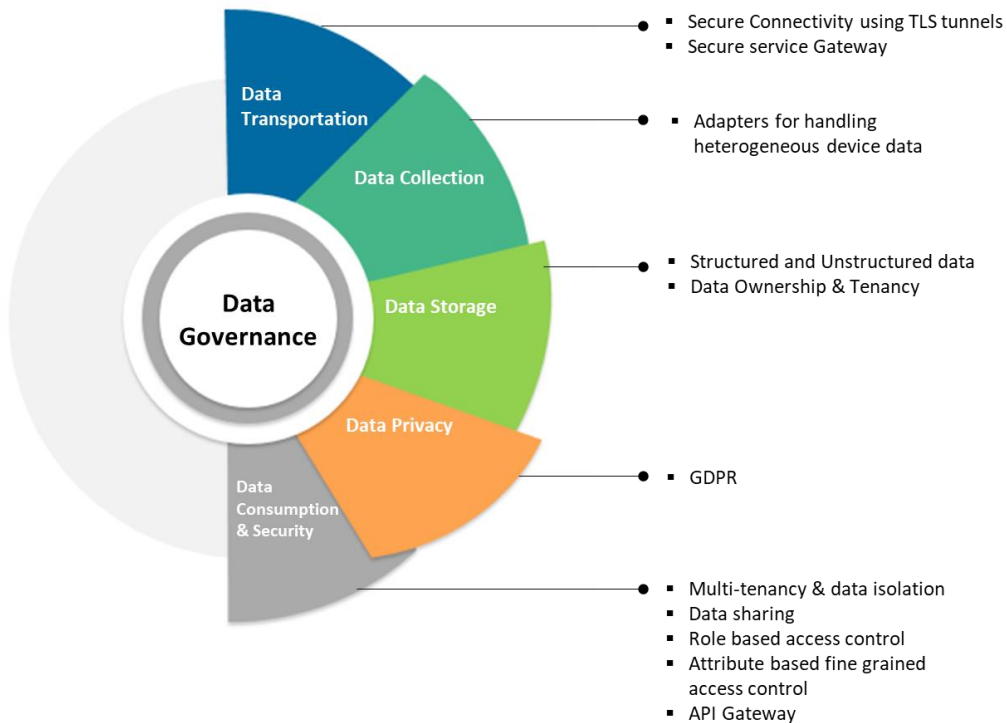 Data
Transportation
Data Collection
Data Storage
Data Privacy
Data
Consumption
& Security
Data
Governance
▪ Secure Connectivity using TLS tunnels
▪ Secure service Gateway
▪ Adapters for handling
heterogeneous device data
▪ Structured and Unstructured data
▪ Data Ownership & Tenancy
▪ GDPR
▪ Multi-tenancy & data isolation
▪ Data sharing
▪ Role based access control
▪ Attribute based fine grained
access control
▪ API Gateway